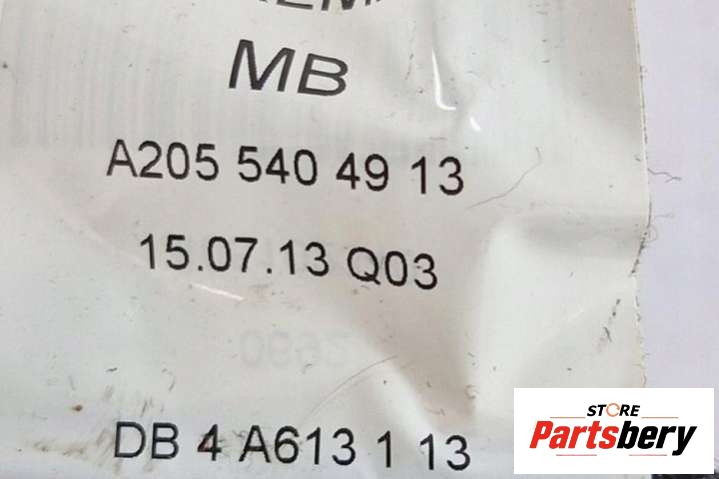 MB
A205 540 49 13
15.07.13 Q03
DB 4 A613 1 13
STORE
Partsbery